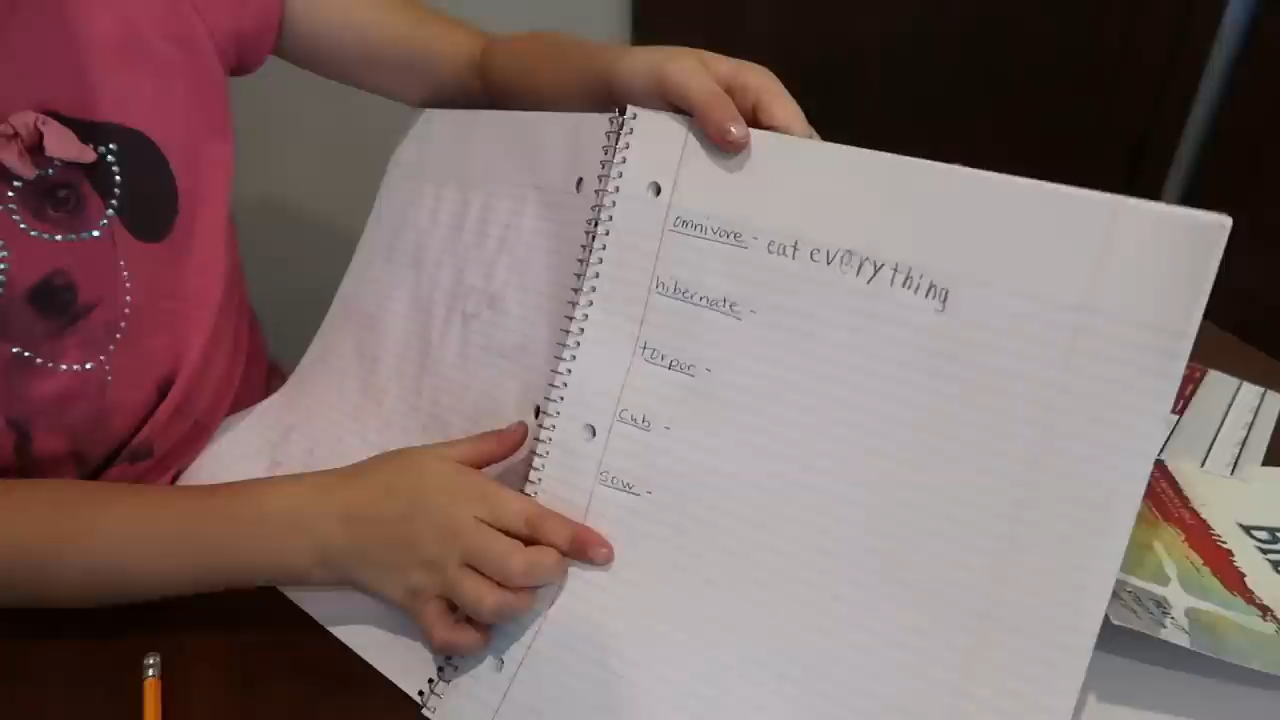 omnivore - eat everything
hibernate -
torpor -
Cub -
sow -